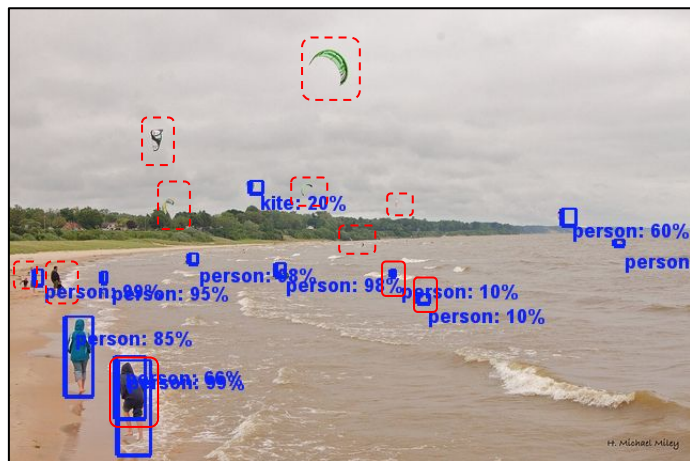 kite: 20%
person: 60%
person
person: 98%
person: 98%
person: 99%
person: 95%
person: 10%
person: 10%
person: 85%
person: 66%
person: 99%
H. Michael Miley